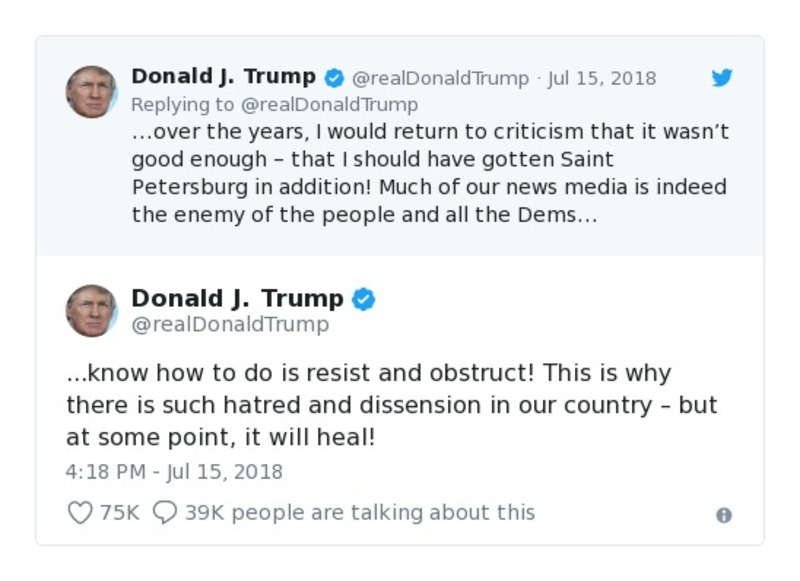 Donald J. Trump @realDonaldTrump · Jul 15, 2018
Replying to @realDonaldTrump
…over the years, I would return to criticism that it wasn’t
good enough – that I should have gotten Saint
Petersburg in addition! Much of our news media is indeed
the enemy of the people and all the Dems…
Donald J. Trump
@realDonaldTrump
...know how to do is resist and obstruct! This is why
there is such hatred and dissension in our country – but
at some point, it will heal!
4:18 PM - Jul 15, 2018
75K 39K people are talking about this